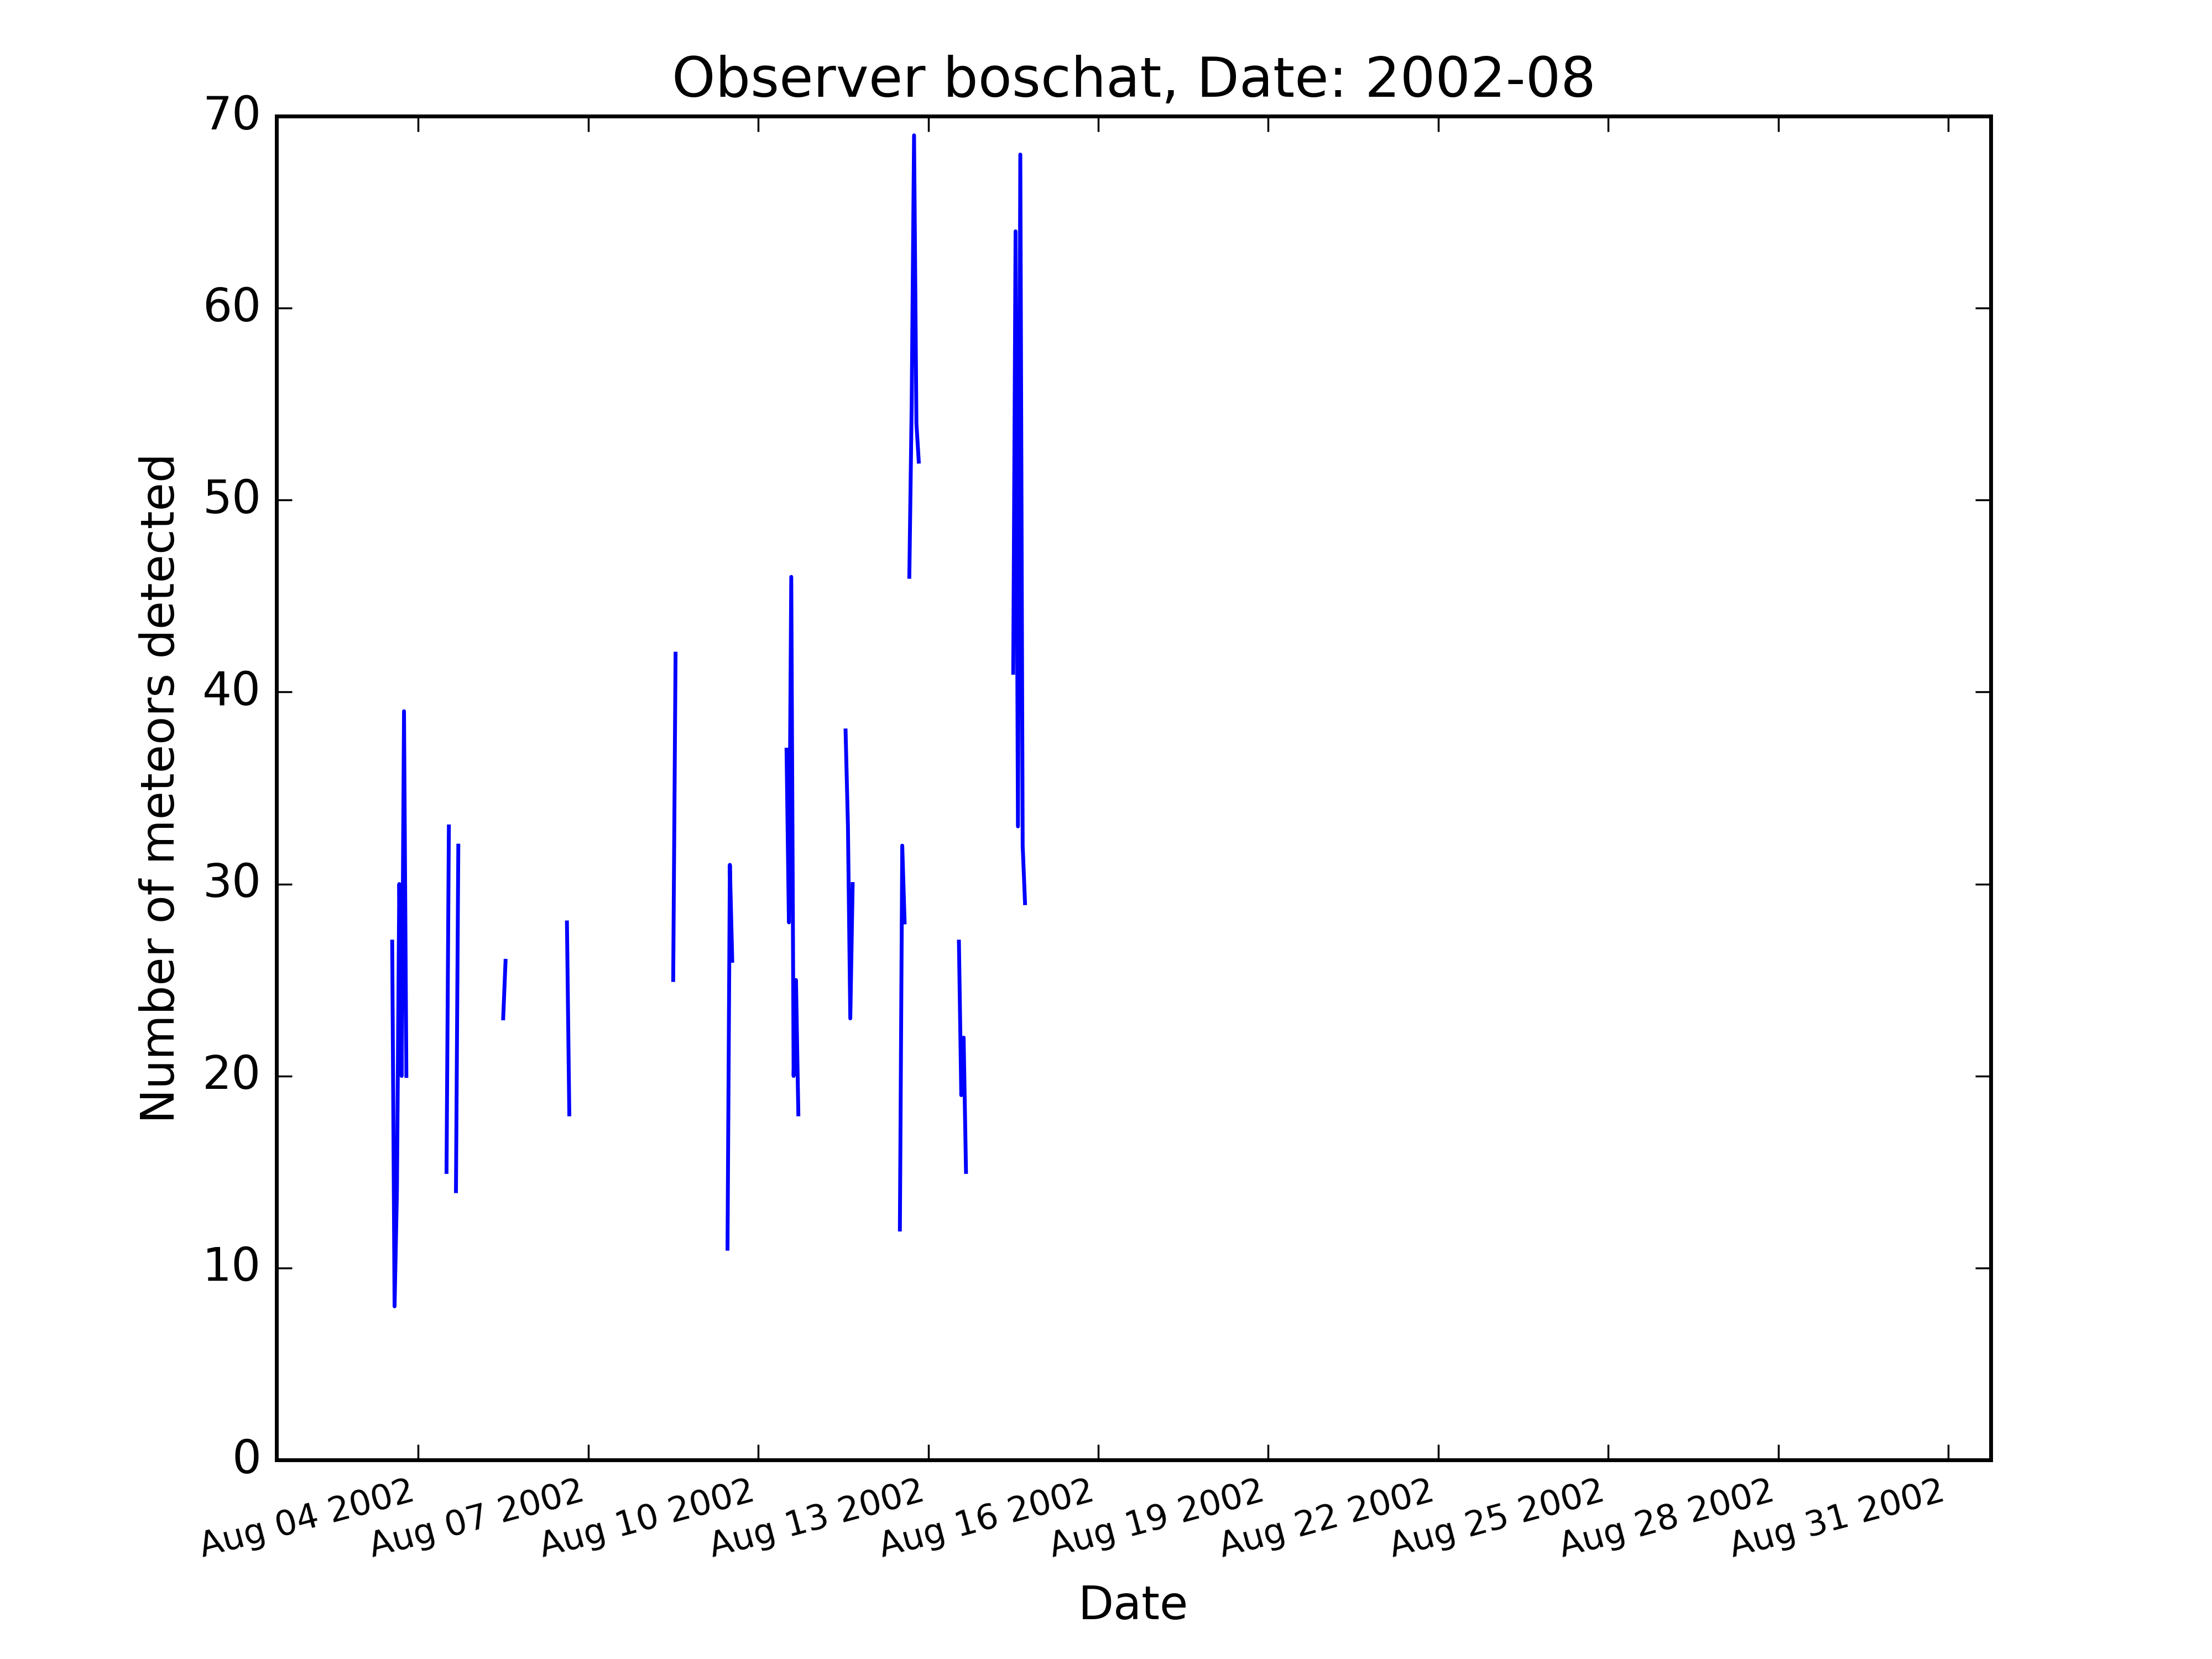 Observer boschat, Date: 2002-08
70
60
50
40
30
20
10
0
Number of meteors detected
Aug 04 2002
Aug 07 2002
Aug 10 2002
Aug 13 2002
Aug 16 2002
Aug 19 2002
Aug 22 2002
Aug 25 2002
Aug 28 2002
Aug 31 2002
Date